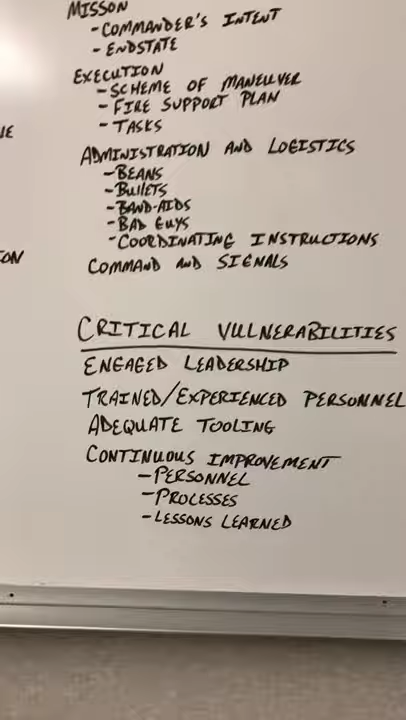 MISSON
- COMMANDER'S INTENT
- ENDSTATE
EXECUTION
- SCHEME OF MANEUVER
- FIRE SUPPORT PLAN
- TASKS
ADMINISTRATION AND LOGISTICS
- BEANS
- BULLETS
- BAND-AIDS
- BAD GUYS
- COORDINATING INSTRUCTIONS
COMMAND AND SIGNALS
CRITICAL VULNERABILITIES
ENGAGED LEADERSHIP
TRAINED/EXPERIENCED PERSONNEL
ADEQUATE TOOLING
CONTINUOUS IMPROVEMENT
- PERSONNEL
- PROCESSES
- LESSONS LEARNED